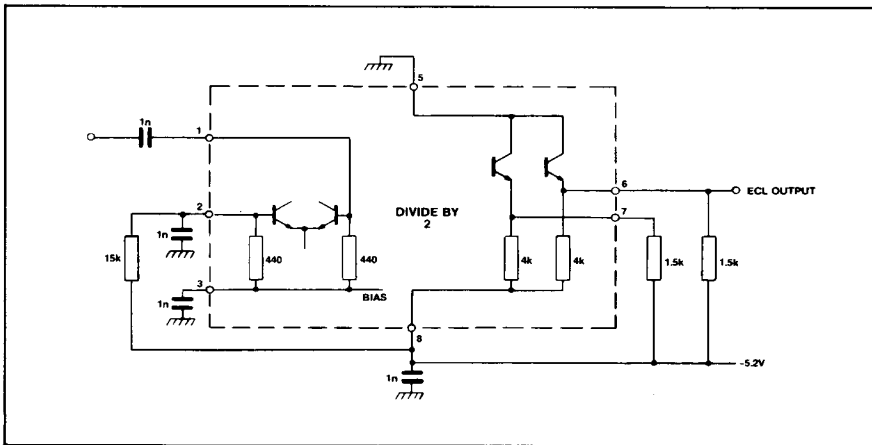 5
1n
1
6
ECL OUTPUT
7
2
DIVIDE BY
2
1n
15k
440
440
4k
4k
1.5k
1.5k
3
1n
BIAS
8
1n
-5.2V